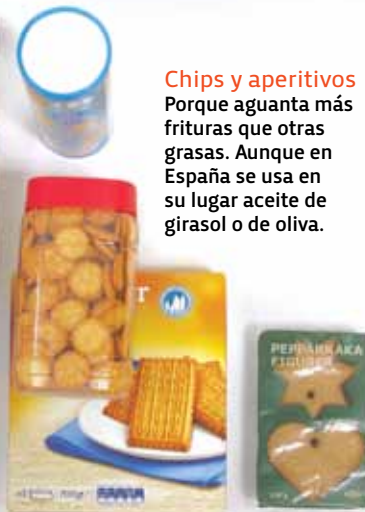 Chips y aperitivos
Porque aguanta más
frituras que otras
grasas. Aunque en
España se usa en
su lugar aceite de
girasol o de oliva.
PEPPARKAKA